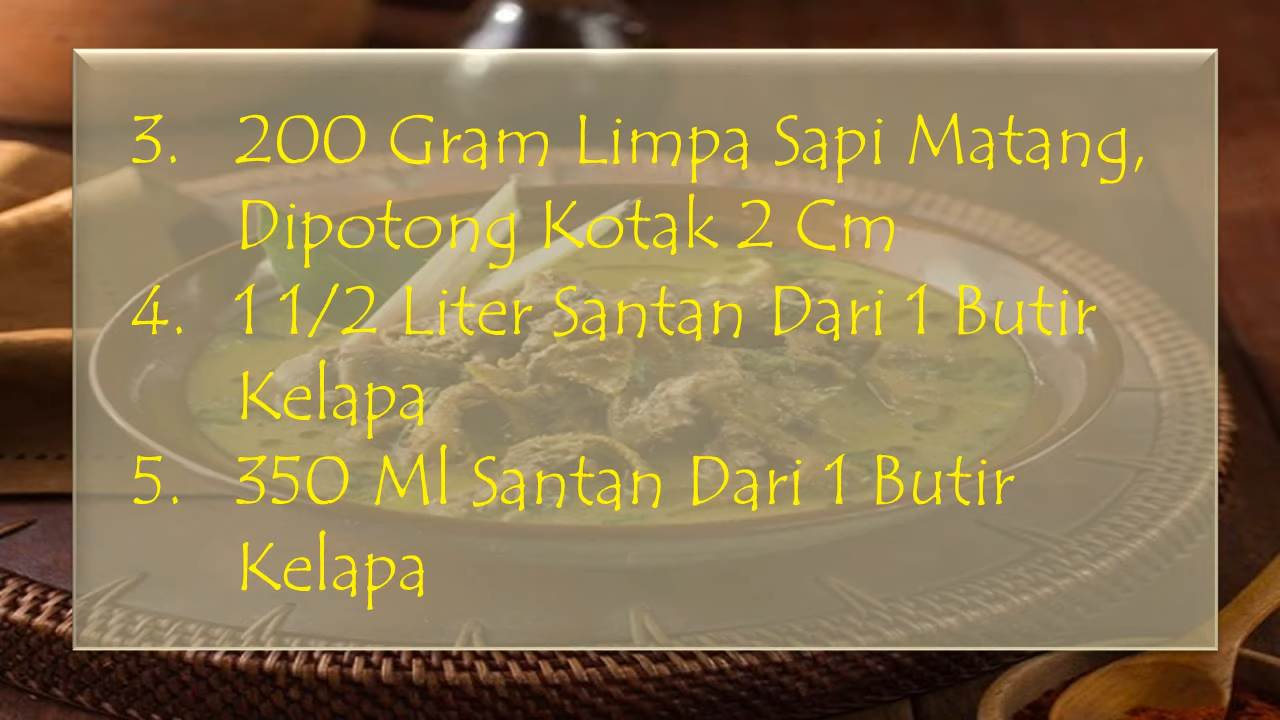 3. 200 Gram Limpa Sapi Matang,
Dipotong Kotak 2 Cm
4. 1 1/2 Liter Santan Dari 1 Butir
Kelapa
5. 350 Ml Santan Dari 1 Butir
Kelapa